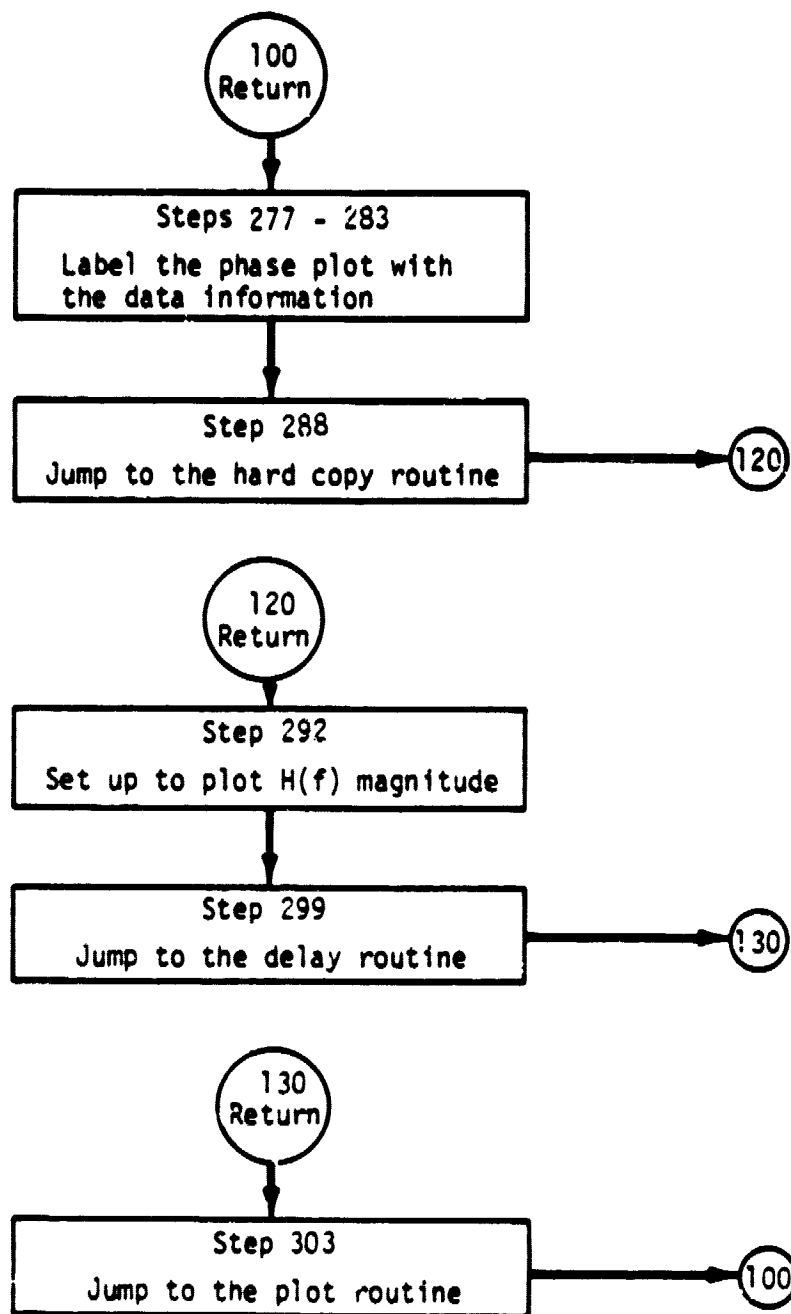 100
Return
Steps 277 - 283
Label the phase plot with
the data information
Step 288
Jump to the hard copy routine
120
120
Return
Step 292
Set up to plot H(f) magnitude
Step 299
Jump to the delay routine
130
130
Return
Step 303
Jump to the plot routine
100